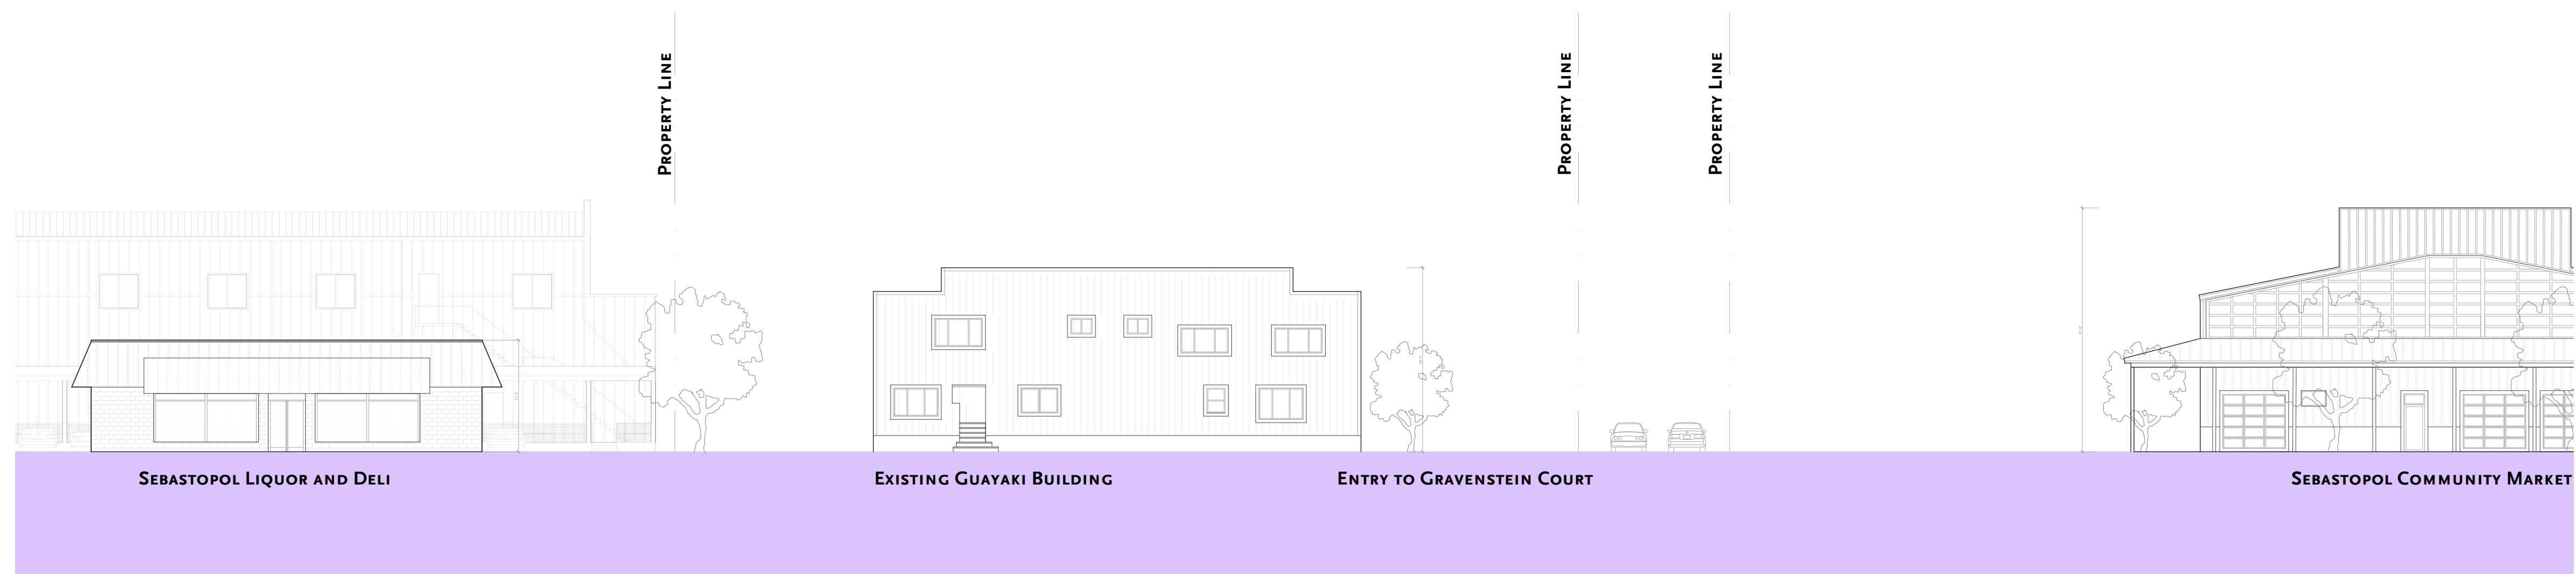 Property Line
Property Line
Property Line
Sebastopol Liquor and Deli
Existing Guayaki Building
Entry to Gravenstein Court
Sebastopol Community Market